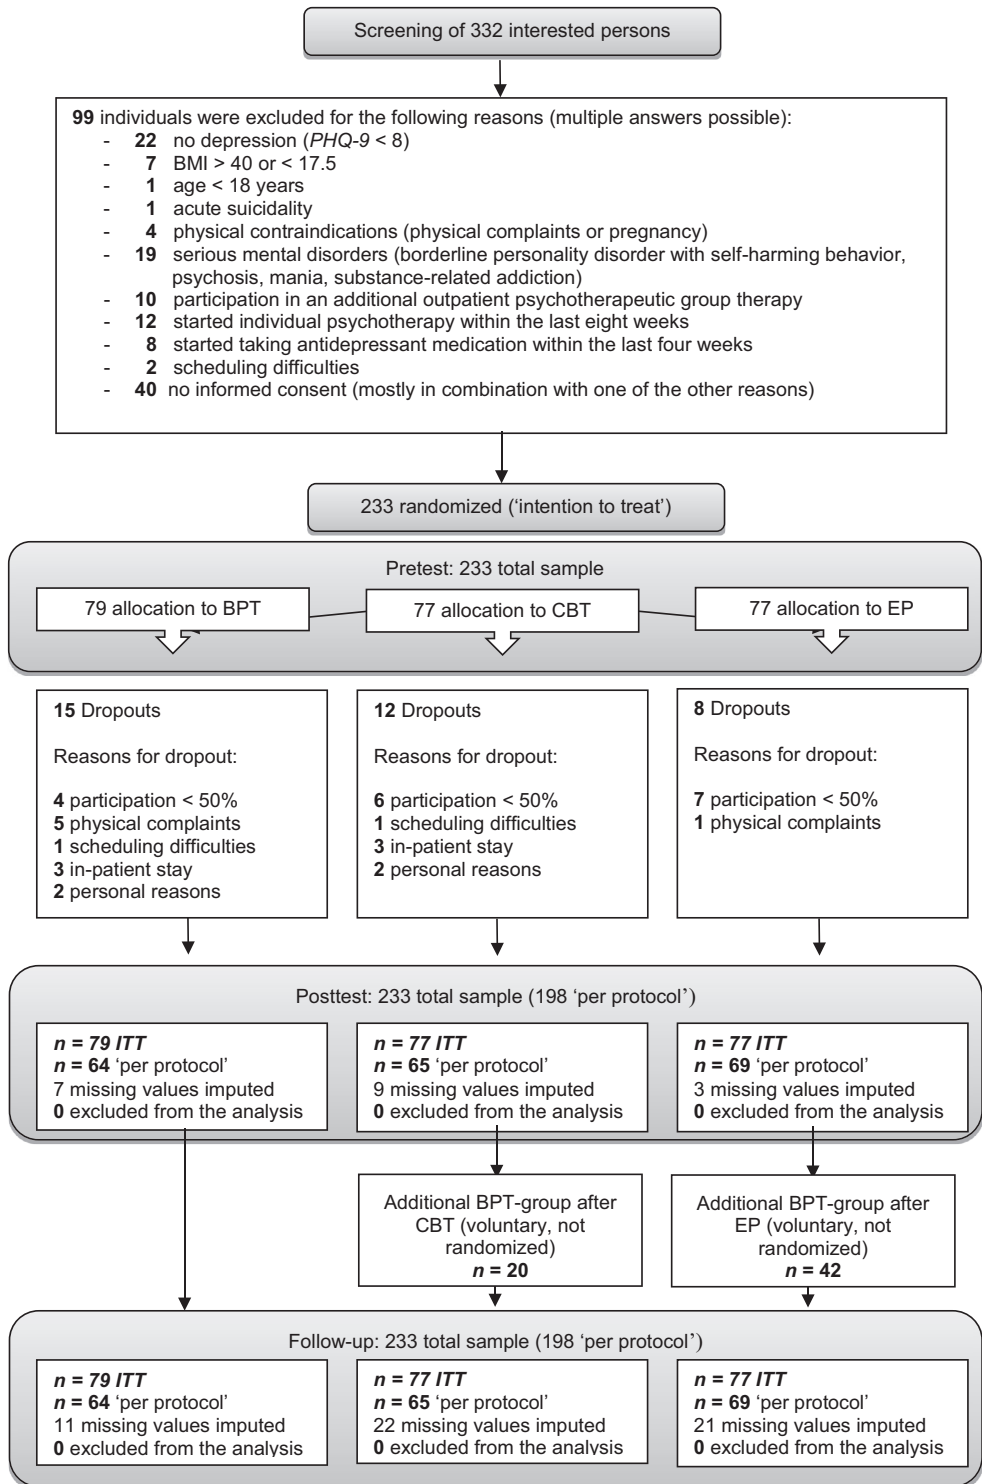 Screening of 332 interested persons
99 individuals were excluded for the following reasons (multiple answers possible):
- 22 no depression (PHQ-9 < 8)
- 7 BMI > 40 or < 17.5
- 1 age < 18 years
- 1 acute suicidality
- 4 physical contraindications (physical complaints or pregnancy)
- 19 serious mental disorders (borderline personality disorder with self-harming behavior,
psychosis, mania, substance-related addiction)
- 10 participation in an additional outpatient psychotherapeutic group therapy
- 12 started individual psychotherapy within the last eight weeks
- 8 started taking antidepressant medication within the last four weeks
- 2 scheduling difficulties
- 40 no informed consent (mostly in combination with one of the other reasons)
233 randomized (‘intention to treat’)
Pretest: 233 total sample
79 allocation to BPT
77 allocation to CBT
77 allocation to EP
15 Dropouts
Reasons for dropout:
4 participation < 50%
5 physical complaints
1 scheduling difficulties
3 in-patient stay
2 personal reasons
12 Dropouts
Reasons for dropout:
6 participation < 50%
1 scheduling difficulties
3 in-patient stay
2 personal reasons
8 Dropouts
Reasons for dropout:
7 participation < 50%
1 physical complaints
Posttest: 233 total sample (198 ‘per protocol’)
n = 79 ITT
n = 64 ‘per protocol’
7 missing values imputed
0 excluded from the analysis
n = 77 ITT
n = 65 ‘per protocol’
9 missing values imputed
0 excluded from the analysis
n = 77 ITT
n = 69 ‘per protocol’
3 missing values imputed
0 excluded from the analysis
Additional BPT-group after
CBT (voluntary, not
randomized)
n = 20
Additional BPT-group after
EP (voluntary, not
randomized)
n = 42
Follow-up: 233 total sample (198 ‘per protocol’)
n = 79 ITT
n = 64 ‘per protocol’
11 missing values imputed
0 excluded from the analysis
n = 77 ITT
n = 65 ‘per protocol’
22 missing values imputed
0 excluded from the analysis
n = 77 ITT
n = 69 ‘per protocol’
21 missing values imputed
0 excluded from the analysis